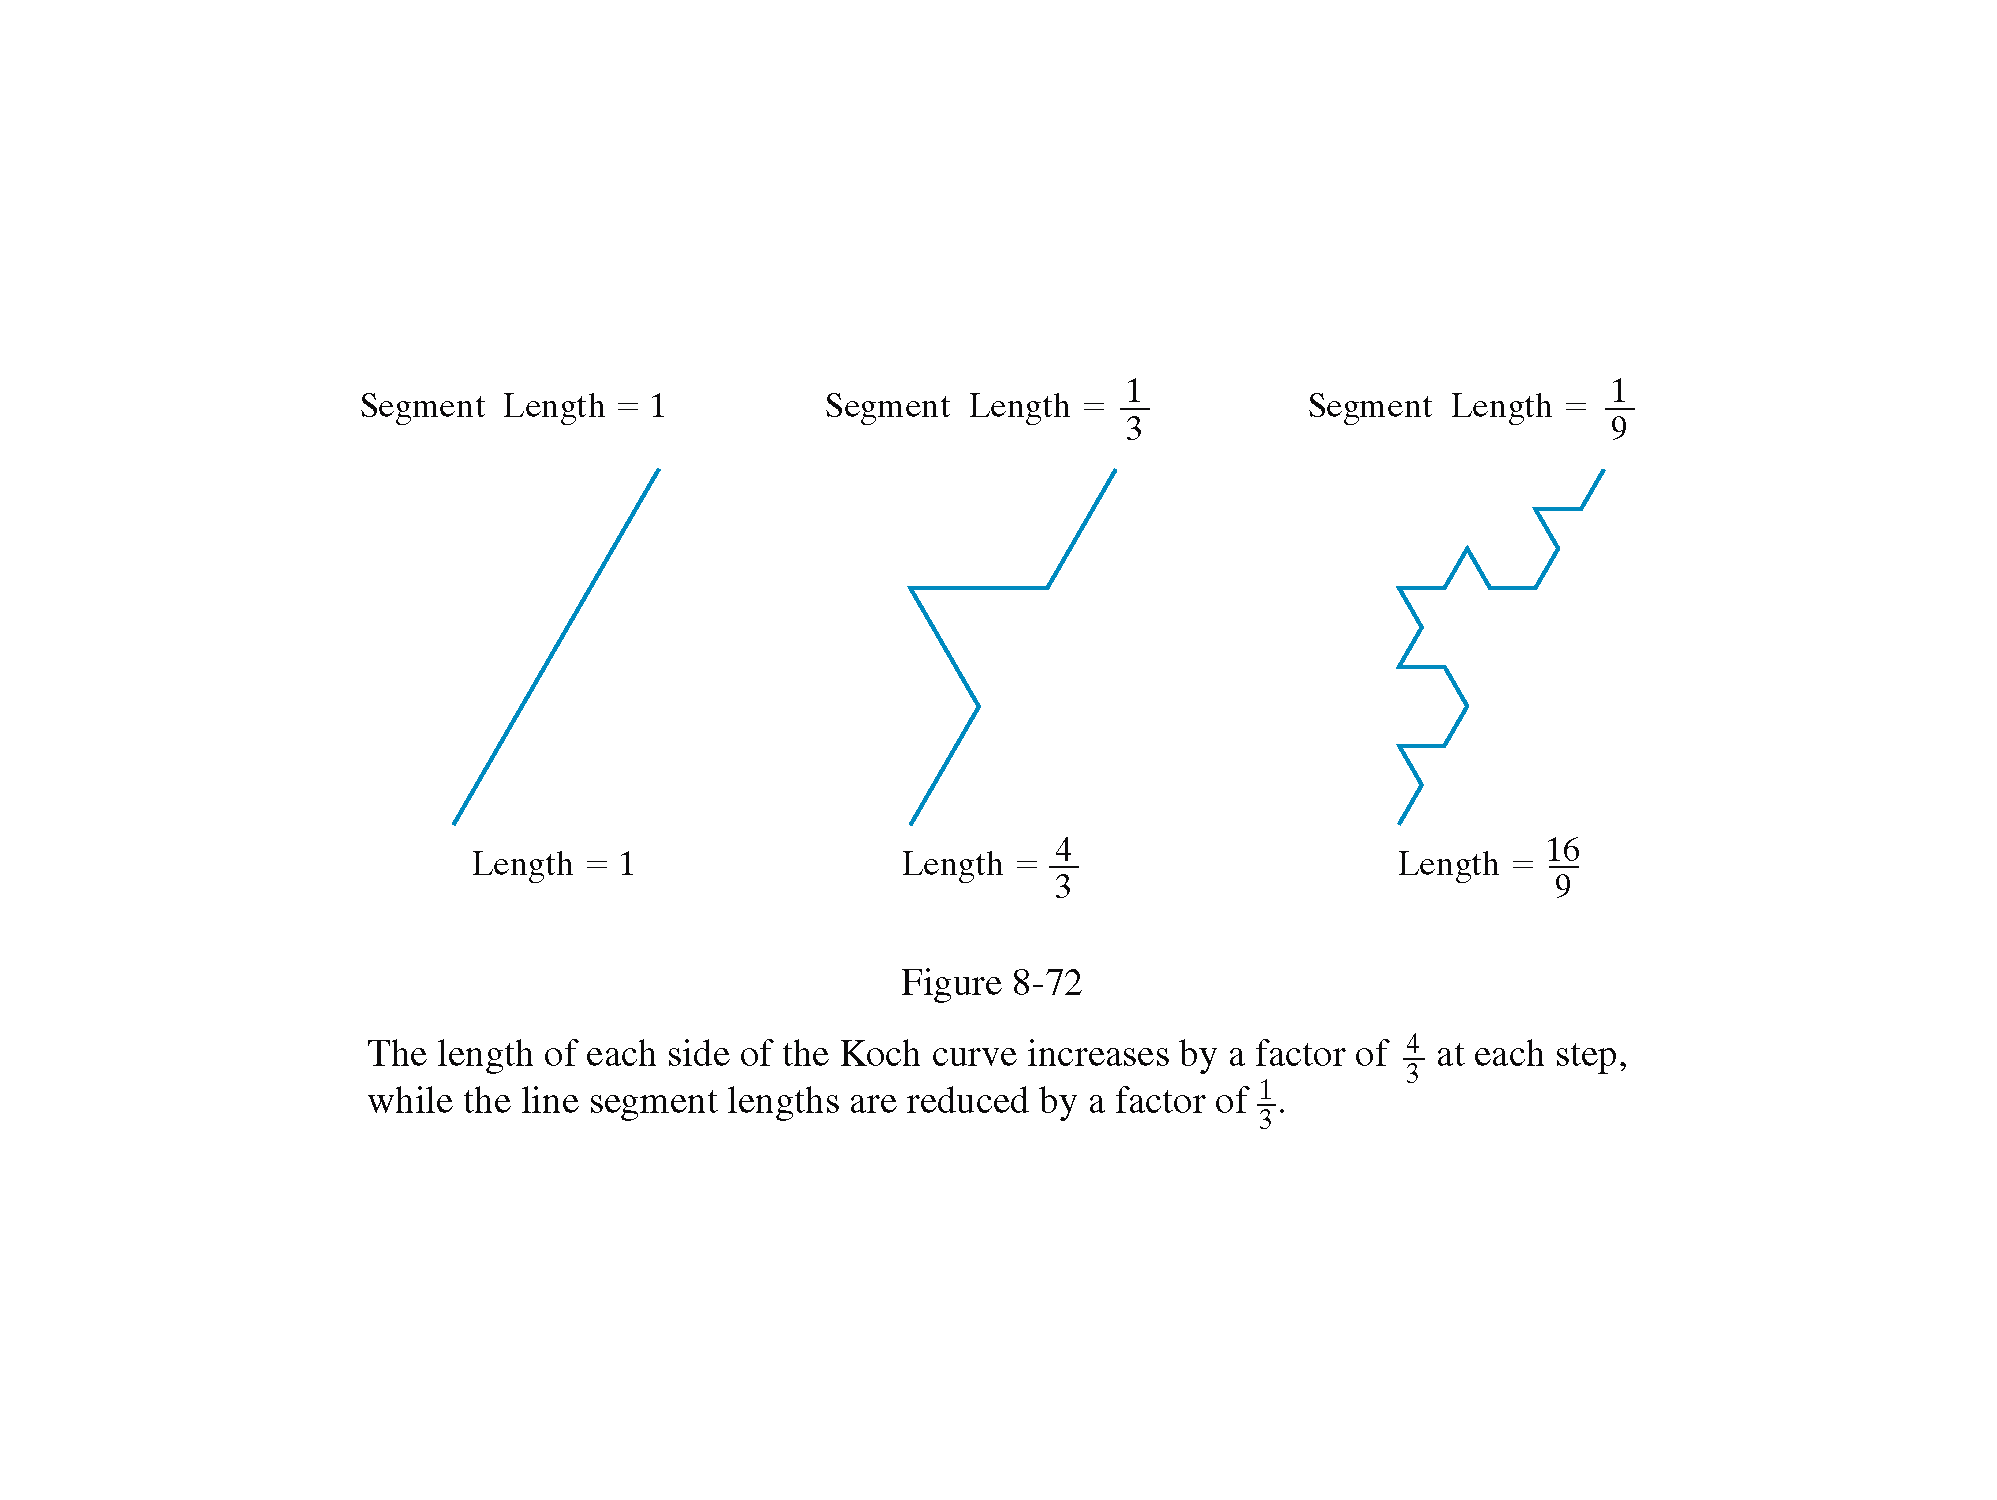 Segment Length = 1
Segment Length = 1/3
Segment Length = 1/9
Length = 1
Length = 4/3
Length = 16/9
Figure 8-72
The length of each side of the Koch curve increases by a factor of 4/3 at each step,
while the line segment lengths are reduced by a factor of 1/3.